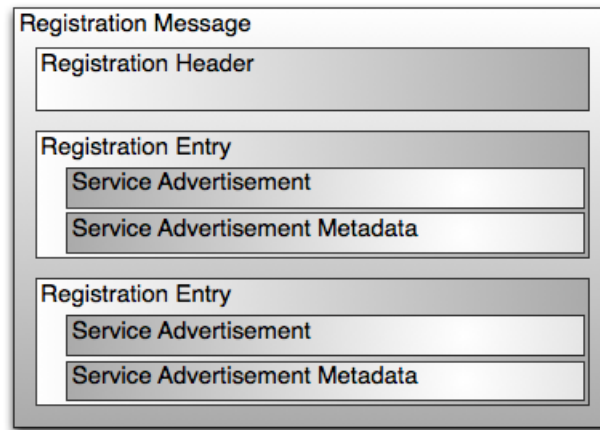 Registration Message
Registration Header
Registration Entry
Service Advertisement
Service Advertisement Metadata
Registration Entry
Service Advertisement
Service Advertisement Metadata